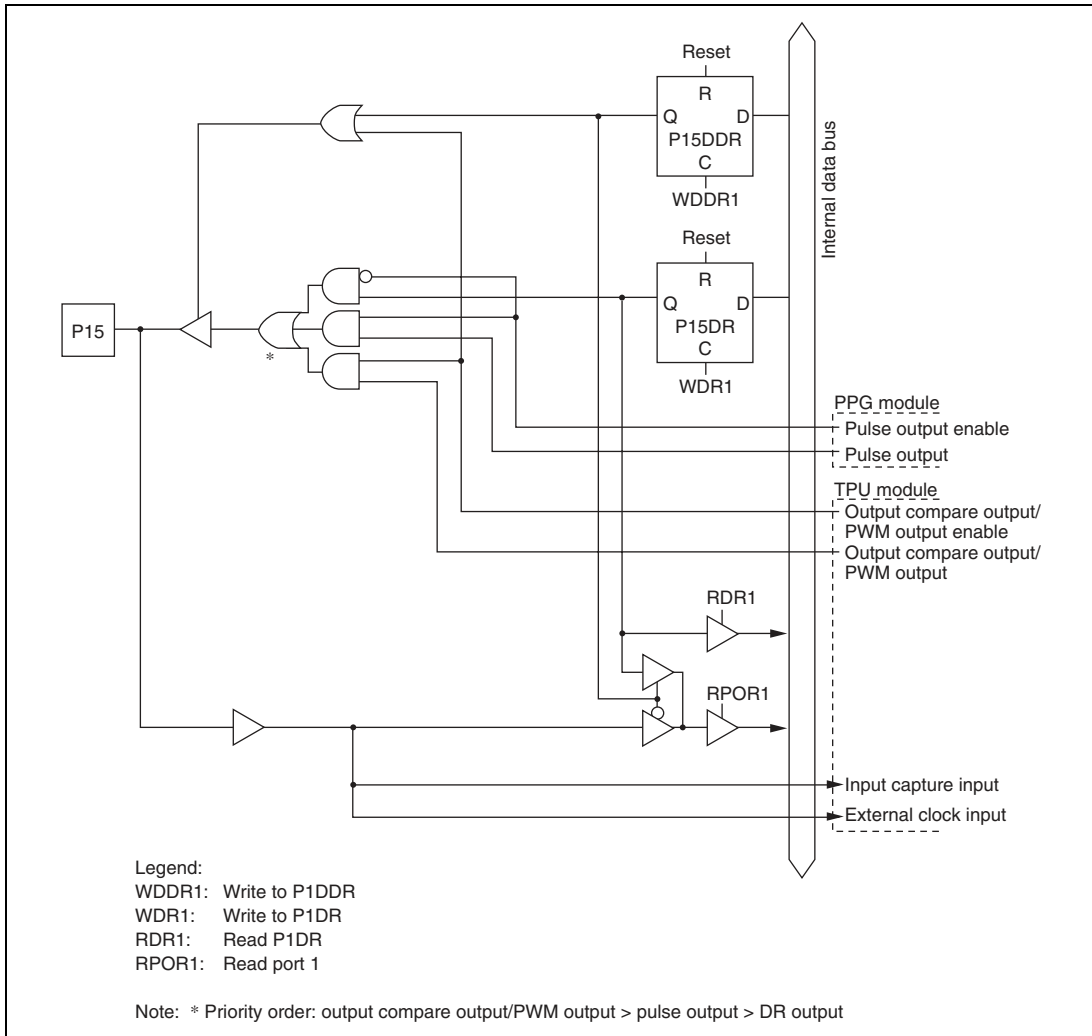 Reset
R
Q D
P15DDR
C
WDDR1
Internal data bus
Reset
R
Q D
P15DR
C
WDR1
P15
*
PPG module
Pulse output enable
Pulse output
TPU module
Output compare output/
PWM output enable
Output compare output/
PWM output
RDR1
RPOR1
Input capture input
External clock input
Legend:
WDDR1: Write to P1DDR
WDR1: Write to P1DR
RDR1: Read P1DR
RPOR1: Read port 1
Note: * Priority order: output compare output/PWM output > pulse output > DR output